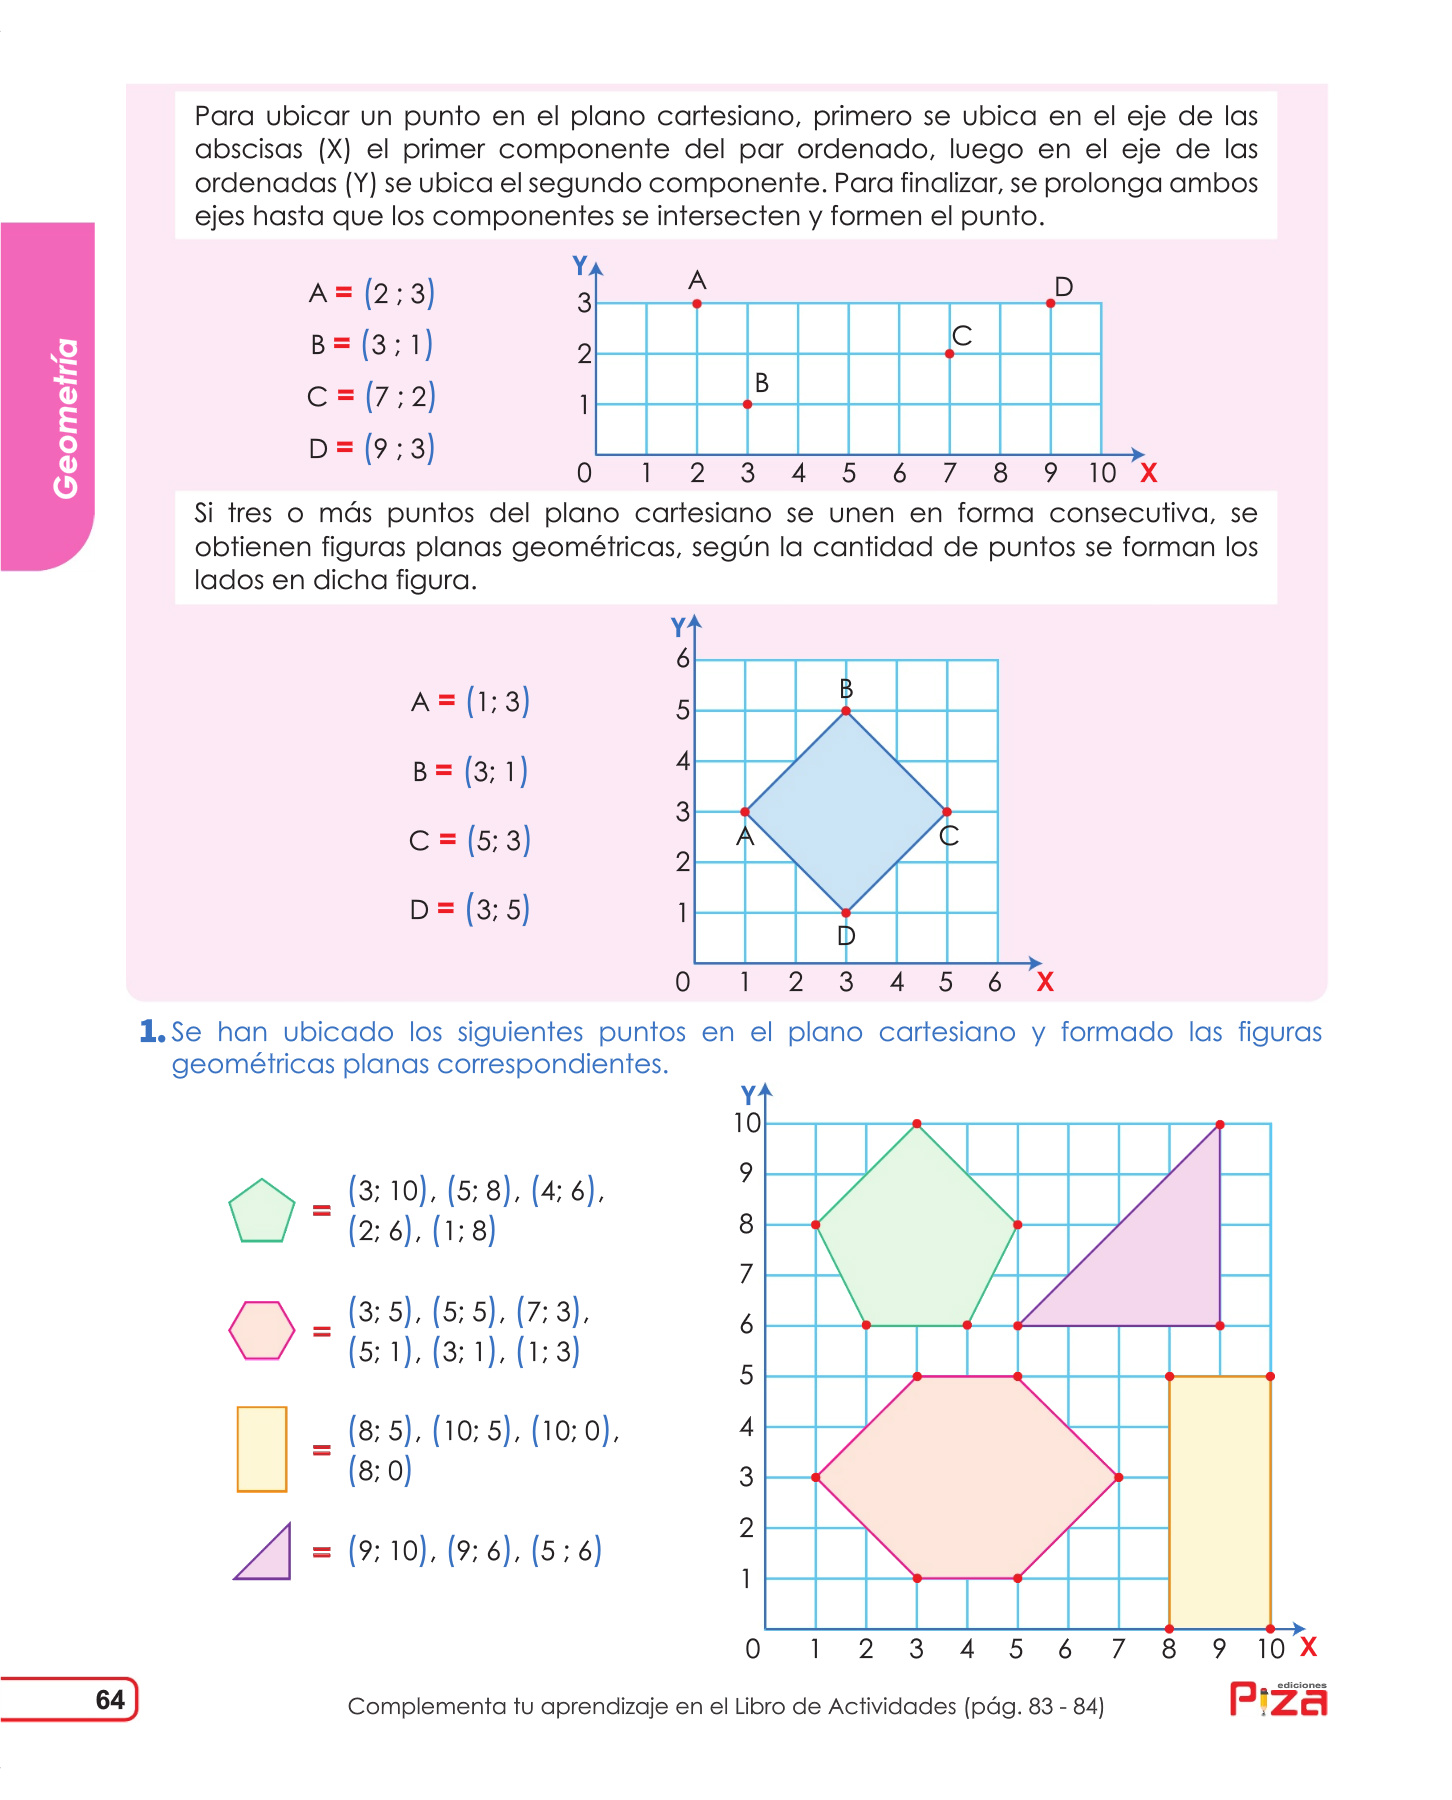 Para ubicar un punto en el plano cartesiano, primero se ubica en el eje de las
abscisas (X) el primer componente del par ordenado, luego en el eje de las
ordenadas (Y) se ubica el segundo componente. Para finalizar, se prolonga ambos
ejes hasta que los componentes se intersecten y formen el punto.
Geometría
A = (2 ; 3)
B = (3 ; 1)
C = (7 ; 2)
D = (9 ; 3)
Y
A
D
3
C
2
B
1
0 1 2 3 4 5 6 7 8 9 10 X
Si tres o más puntos del plano cartesiano se unen en forma consecutiva, se
obtienen figuras planas geométricas, según la cantidad de puntos se forman los
lados en dicha figura.
A = (1; 3)
B = (3; 1)
C = (5; 3)
D = (3; 5)
Y
6
B
5
4
3
A C
2
1
D
0 1 2 3 4 5 6 X
1. Se han ubicado los siguientes puntos en el plano cartesiano y formado las figuras
geométricas planas correspondientes.
= (3; 10), (5; 8), (4; 6),
(2; 6), (1; 8)
= (3; 5), (5; 5), (7; 3),
(5; 1), (3; 1), (1; 3)
= (8; 5), (10; 5), (10; 0),
(8; 0)
= (9; 10), (9; 6), (5 ; 6)
Y
10
9
8
7
6
5
4
3
2
1
0 1 2 3 4 5 6 7 8 9 10 X
64
Complementa tu aprendizaje en el Libro de Actividades (pág. 83 - 84)
ediciones
Piza